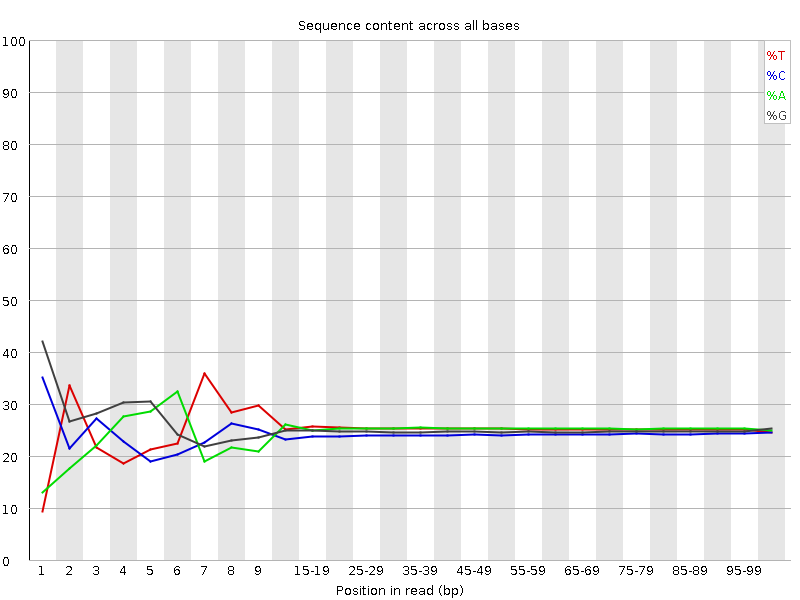 Sequence content across all bases
100
90
80
70
60
50
40
30
20
10
0
%T
%C
%A
%G
1 2 3 4 5 6 7 8 9 15-19 25-29 35-39 45-49 55-59 65-69 75-79 85-89 95-99
Position in read (bp)